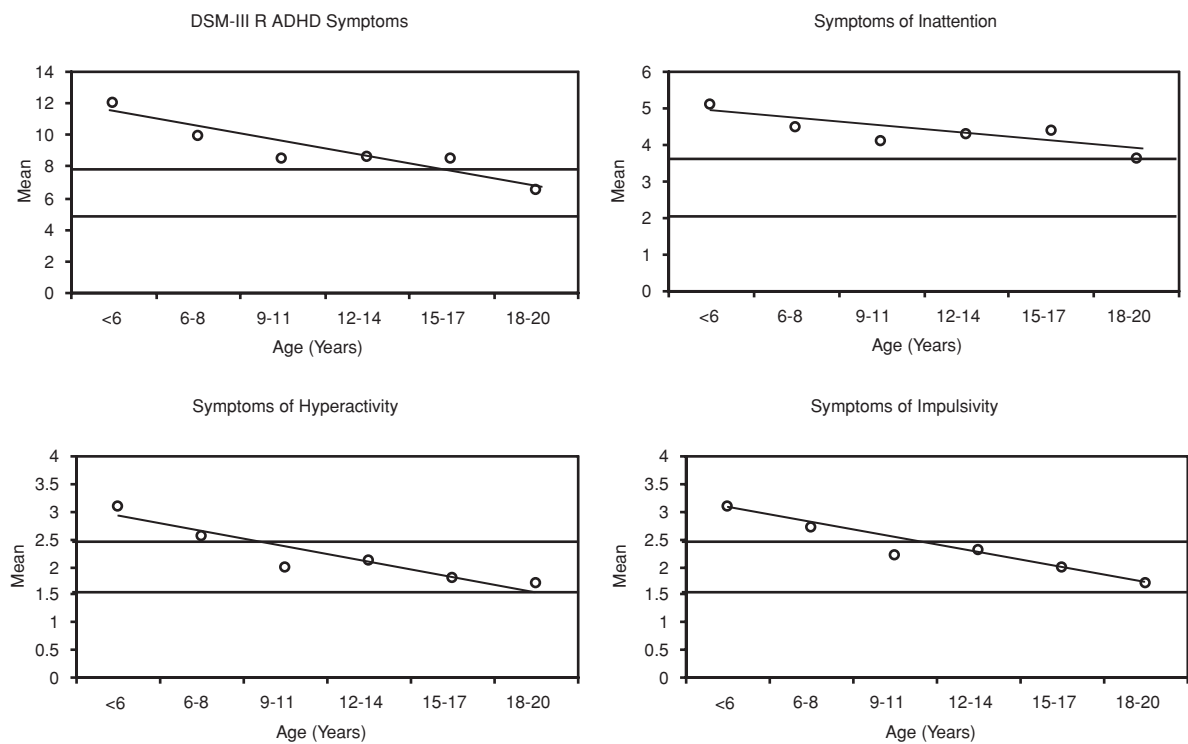 DSM-III R ADHD Symptoms
14
12
10
8
6
4
2
0
Mean
<6 6-8 9-11 12-14 15-17 18-20
Age (Years)
Symptoms of Inattention
6
5
4
3
2
1
0
Mean
<6 6-8 9-11 12-14 15-17 18-20
Age (Years)
Symptoms of Hyperactivity
4
3.5
3
2.5
2
1.5
1
0.5
0
Mean
<6 6-8 9-11 12-14 15-17 18-20
Age (Years)
Symptoms of Impulsivity
4
3.5
3
2.5
2
1.5
1
0.5
0
Mean
<6 6-8 9-11 12-14 15-17 18-20
Age (Years)